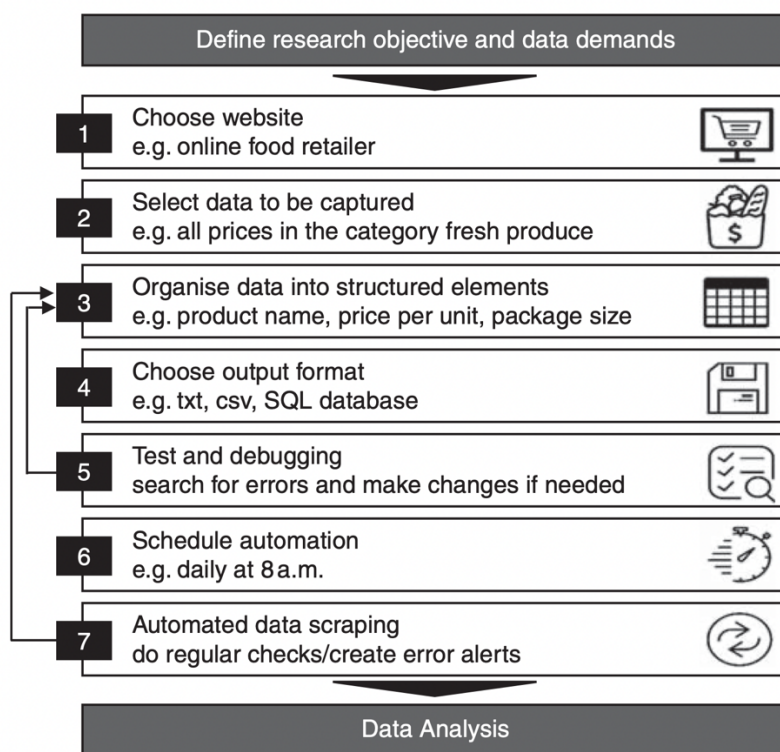 Define research objective and data demands
1
Choose website
e.g. online food retailer
2
Select data to be captured
e.g. all prices in the category fresh produce
$
3
Organise data into structured elements
e.g. product name, price per unit, package size
4
Choose output format
e.g. txt, csv, SQL database
5
Test and debugging
search for errors and make changes if needed
6
Schedule automation
e.g. daily at 8 a.m.
7
Automated data scraping
do regular checks/create error alerts
Data Analysis